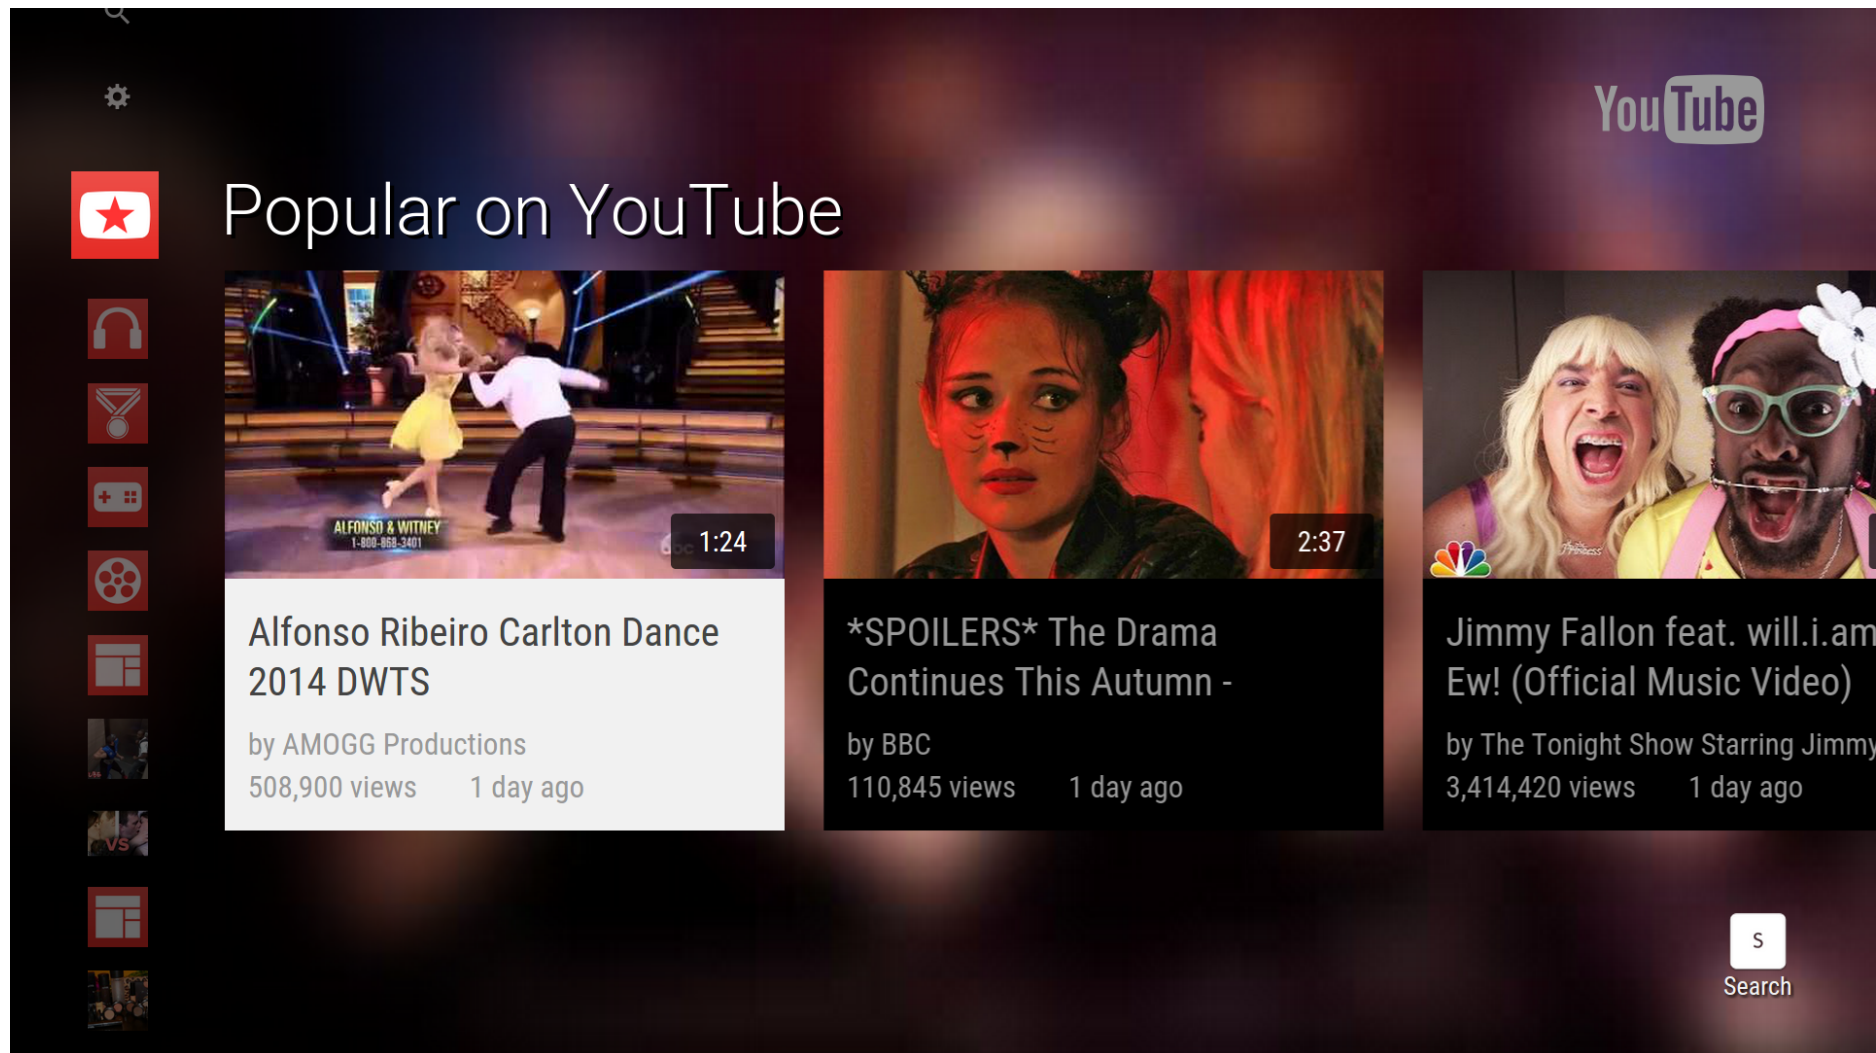 YouTube
Popular on YouTube
ALFONSO & WITNEY
1-800-868-3401
abc
1:24
Alfonso Ribeiro Carlton Dance
2014 DWTS
by AMOGG Productions
508,900 views 1 day ago
2:37
*SPOILERS* The Drama
Continues This Autumn -
by BBC
110,845 views 1 day ago
Princess
Jimmy Fallon feat. will.i.am
Ew! (Official Music Video)
by The Tonight Show Starring Jimmy
3,414,420 views 1 day ago
VS
S
Search